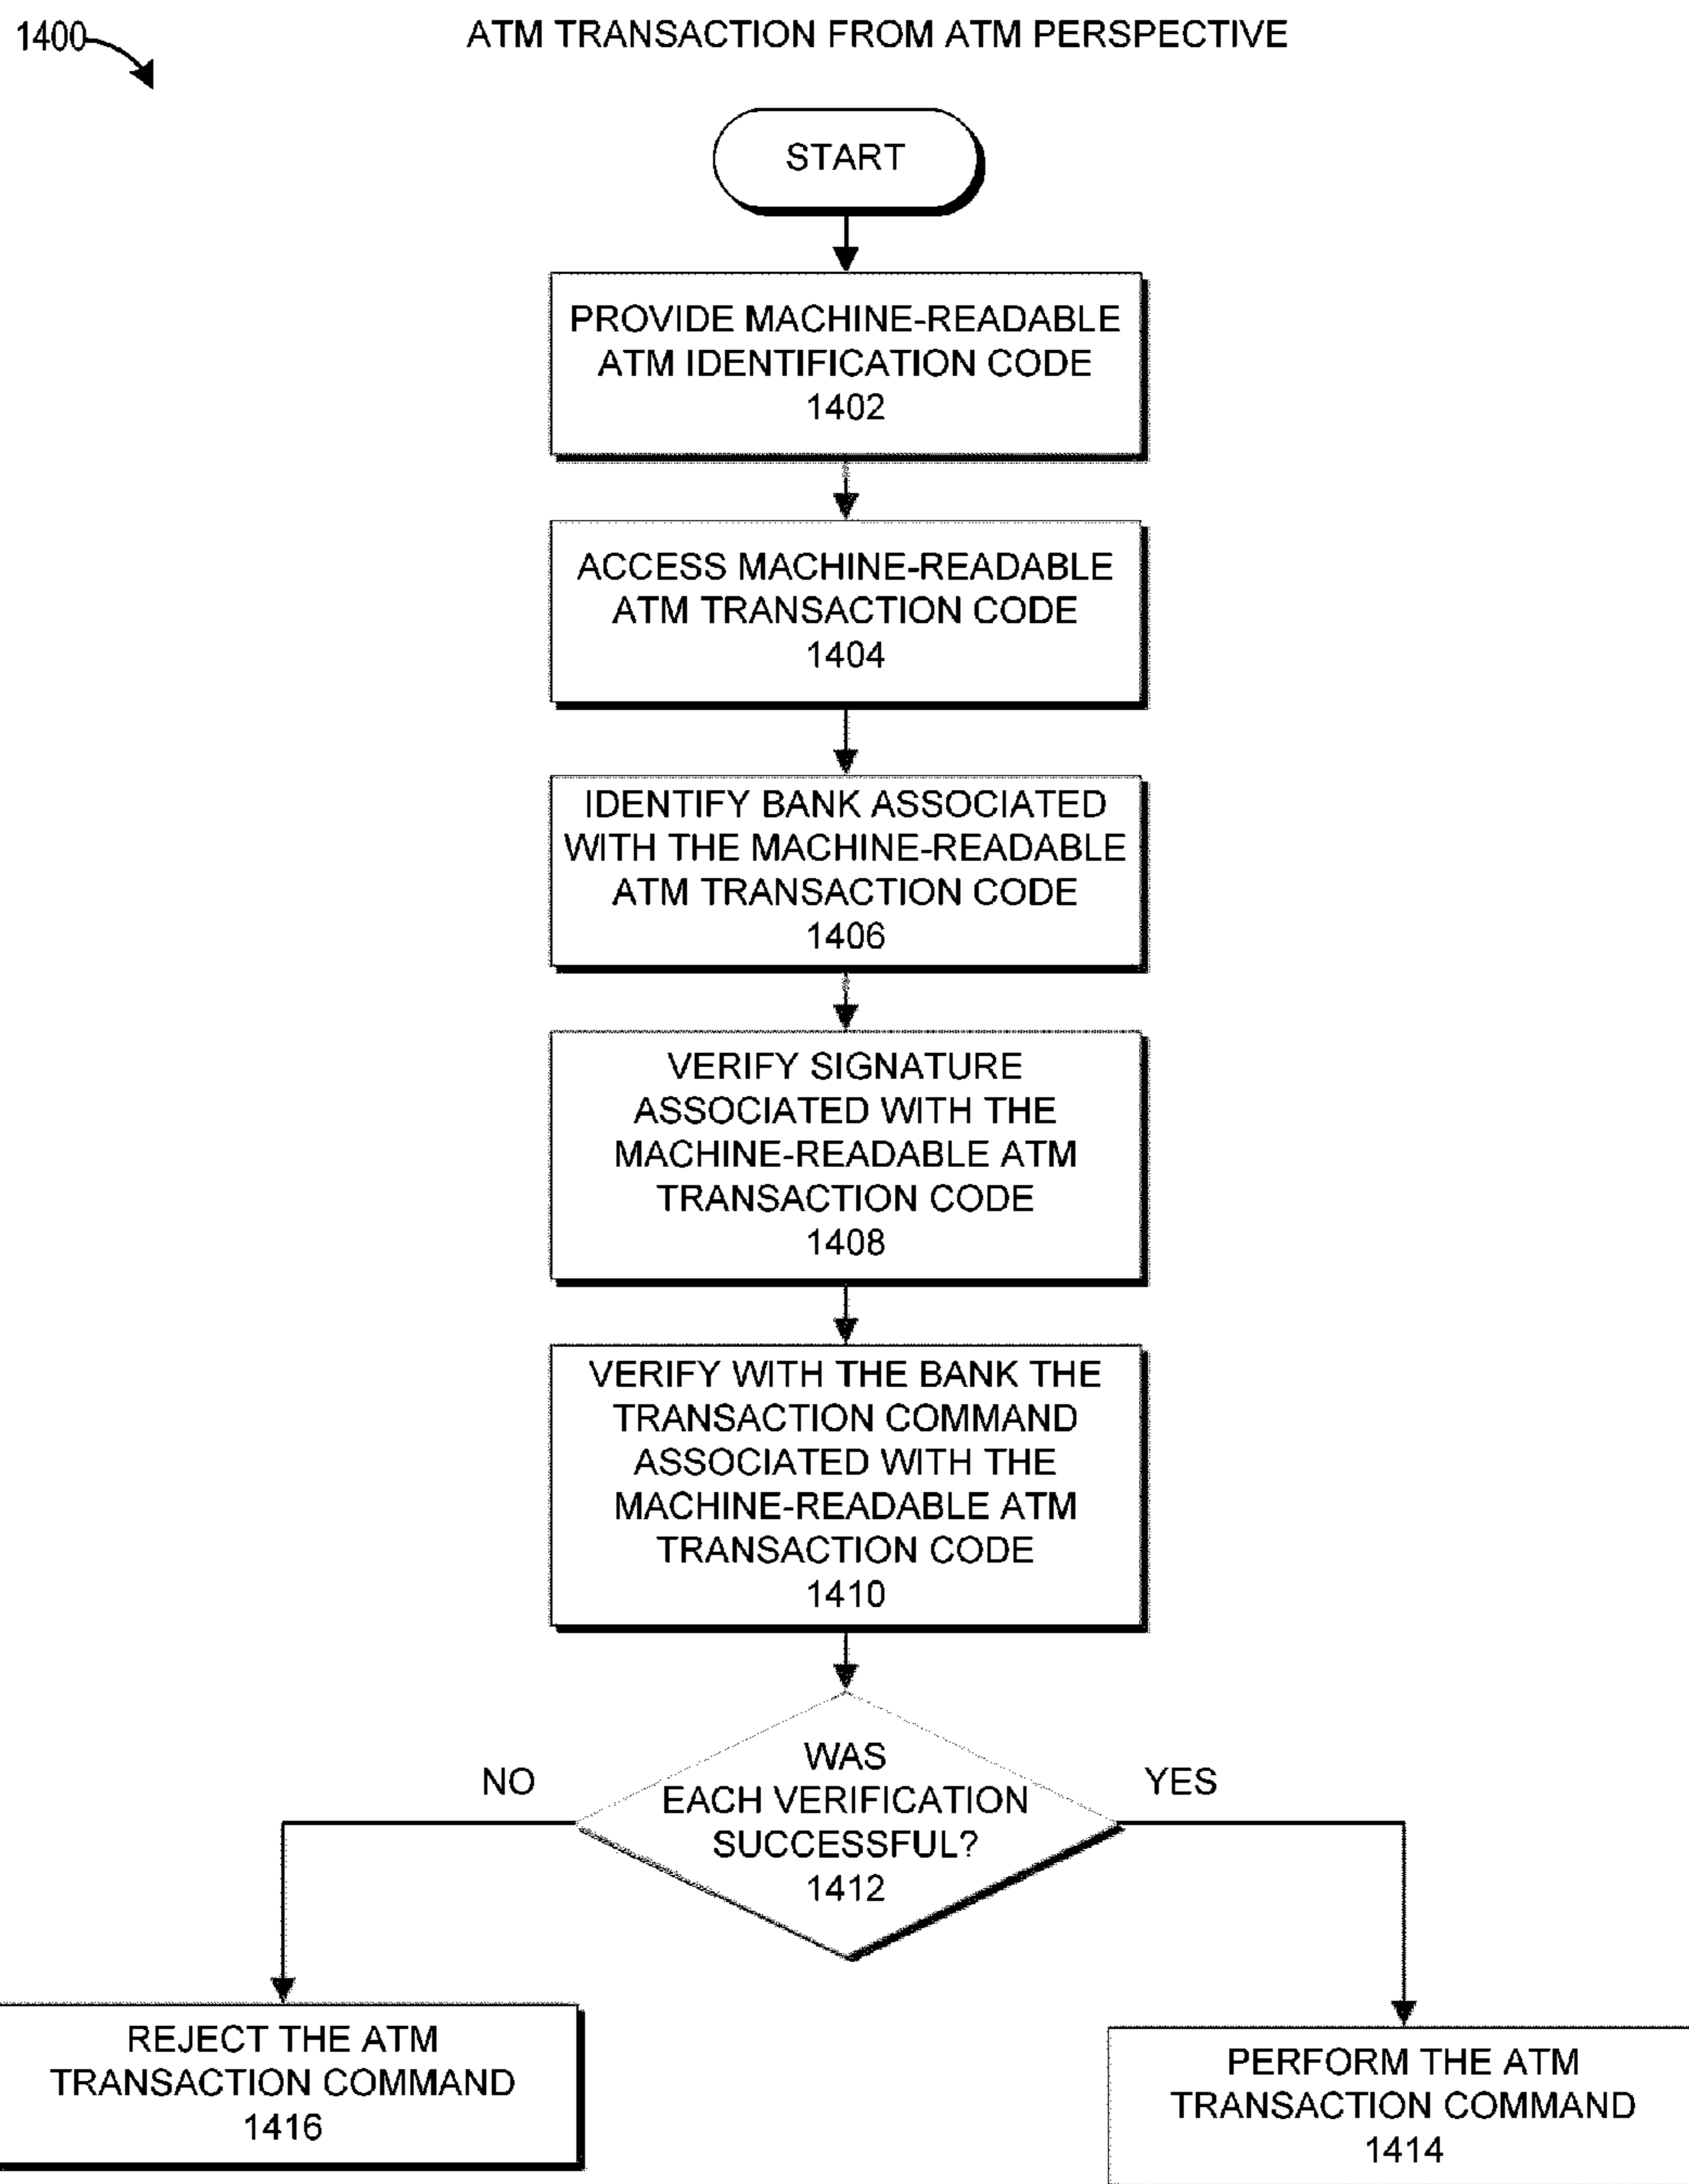 1400
ATM TRANSACTION FROM ATM PERSPECTIVE
START
PROVIDE MACHINE-READABLE
ATM IDENTIFICATION CODE
1402
ACCESS MACHINE-READABLE
ATM TRANSACTION CODE
1404
IDENTIFY BANK ASSOCIATED
WITH THE MACHINE-READABLE
ATM TRANSACTION CODE
1406
VERIFY SIGNATURE
ASSOCIATED WITH THE
MACHINE-READABLE ATM
TRANSACTION CODE
1408
VERIFY WITH THE BANK THE
TRANSACTION COMMAND
ASSOCIATED WITH THE
MACHINE-READABLE ATM
TRANSACTION CODE
1410
WAS
EACH VERIFICATION
SUCCESSFUL?
1412
NO
YES
REJECT THE ATM
TRANSACTION COMMAND
1416
PERFORM THE ATM
TRANSACTION COMMAND
1414